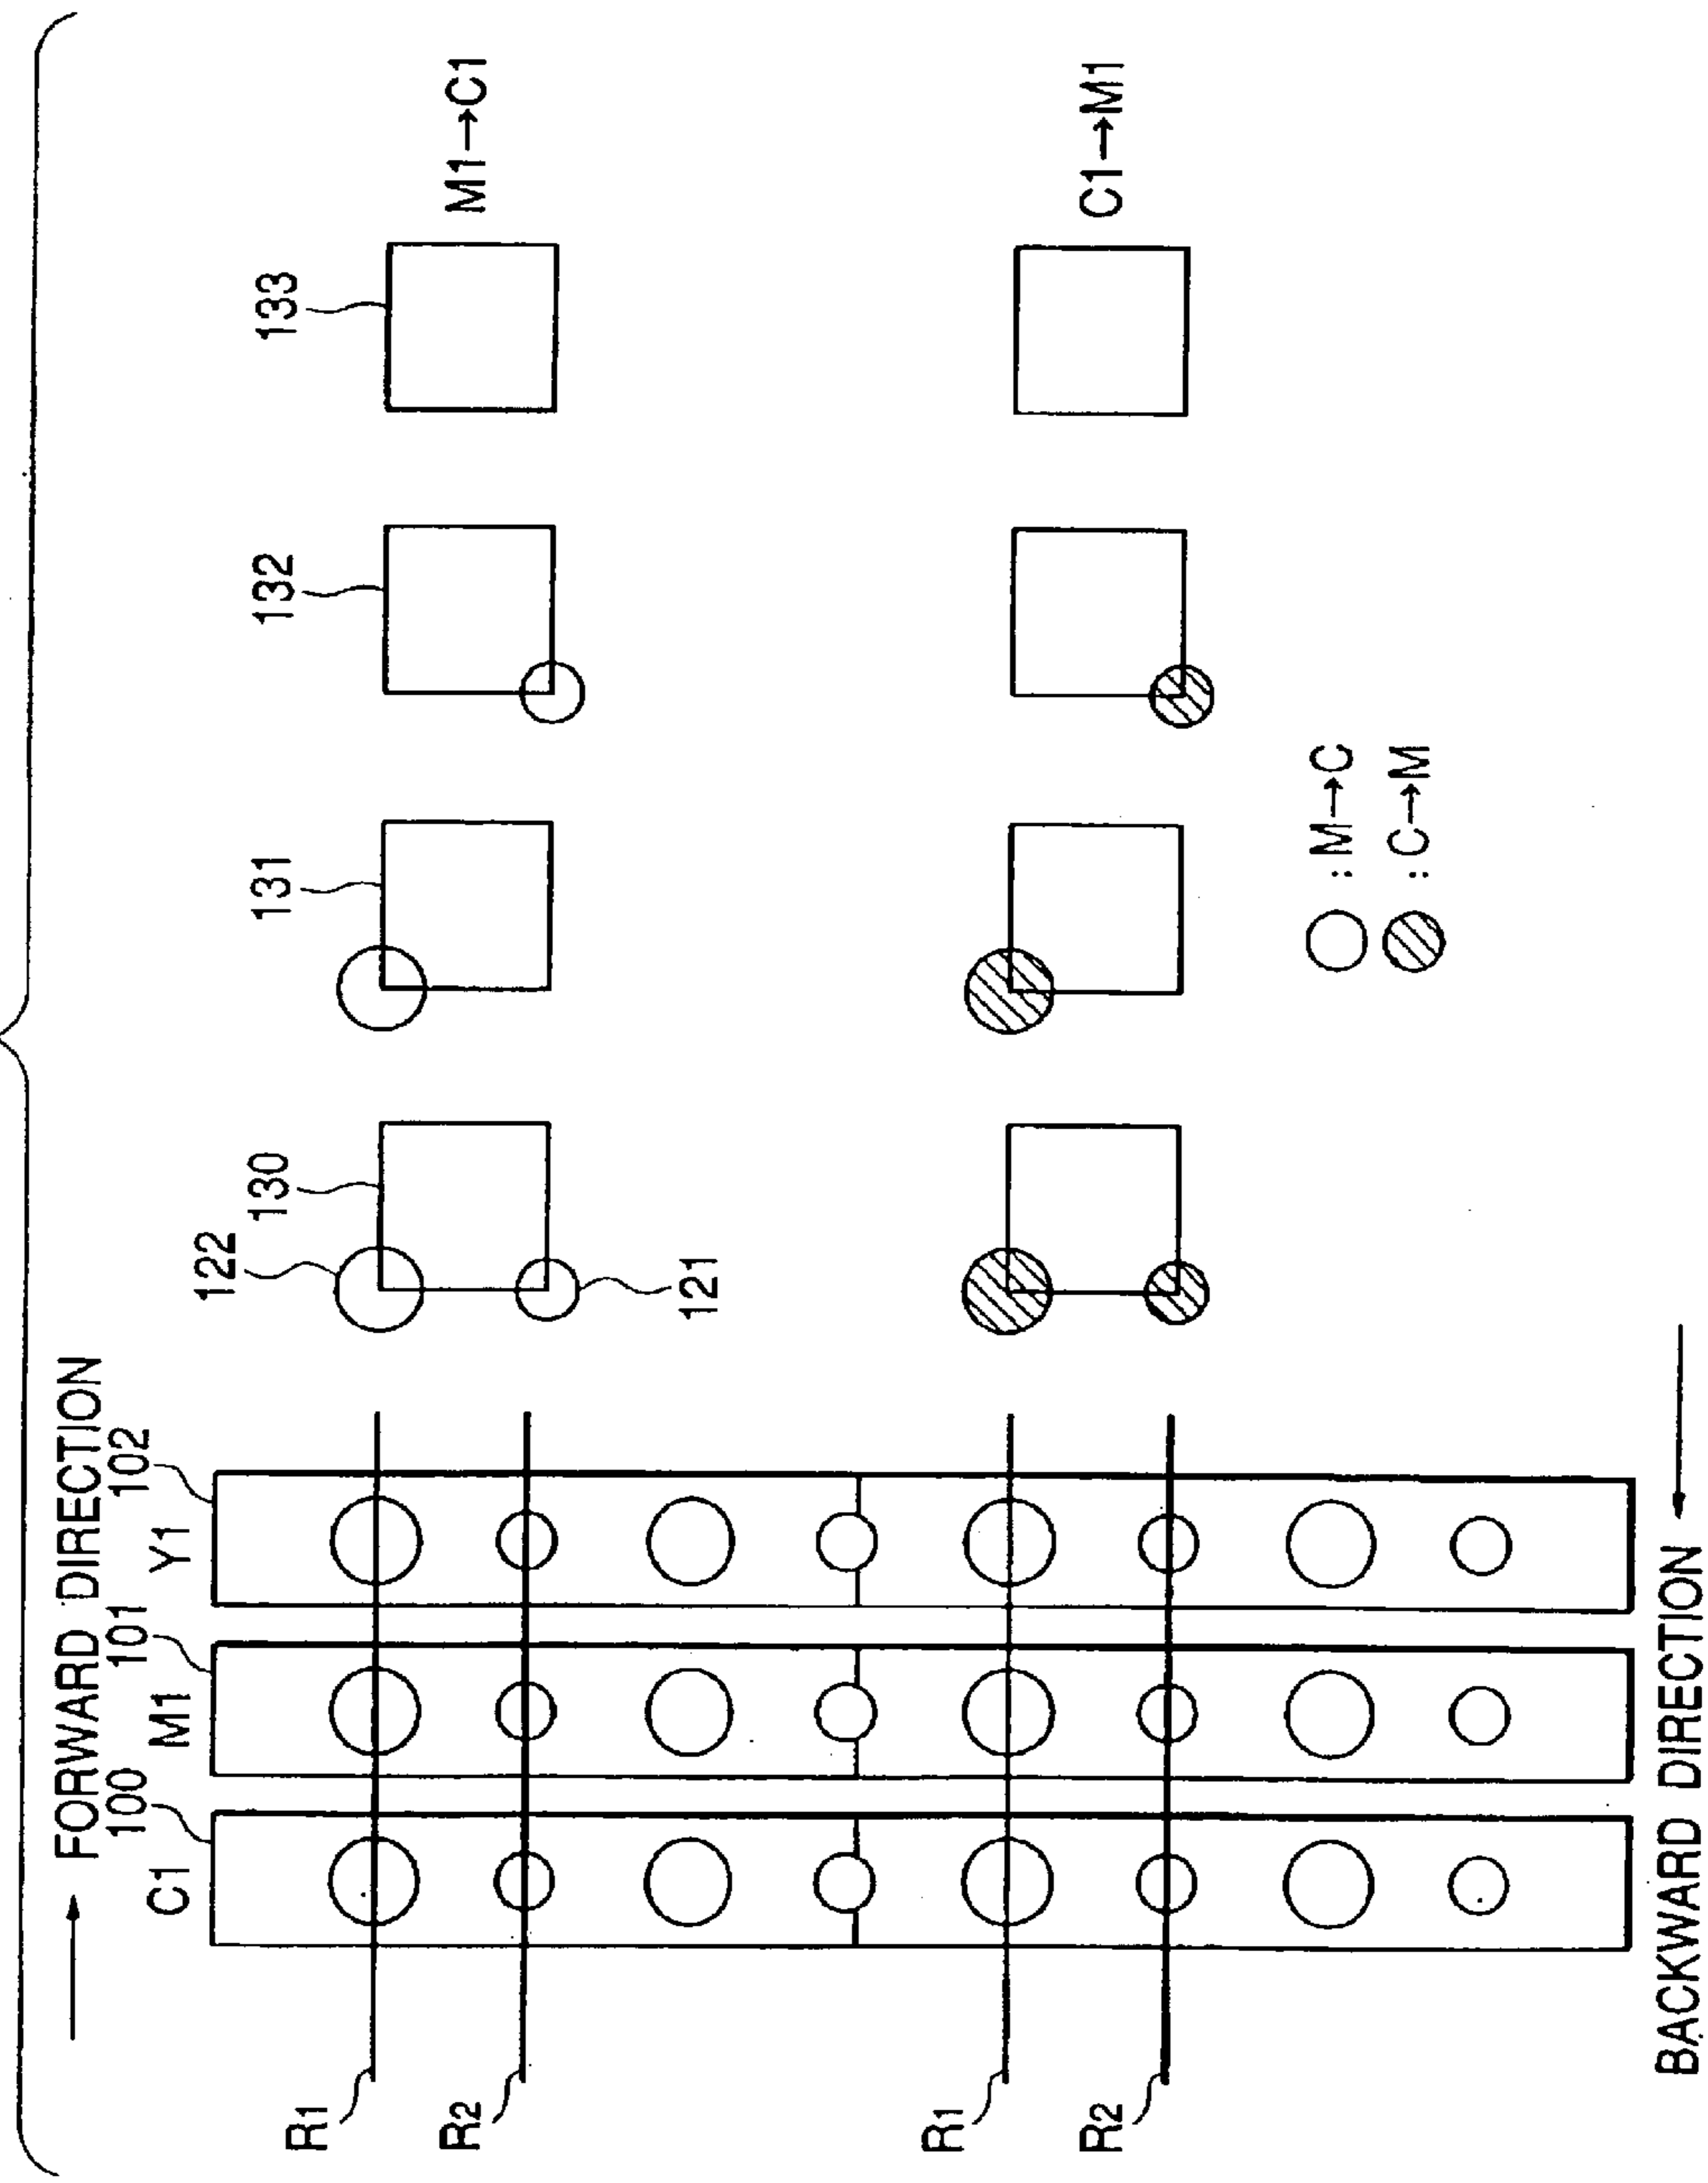 FORWARD DIRECTION
100
101
102
C1
M1
Y1
122
130
131
132
133
121
R1
R2
M1→C1
R1
R2
C1→M1
: M→C
: C→M
BACKWARD DIRECTION